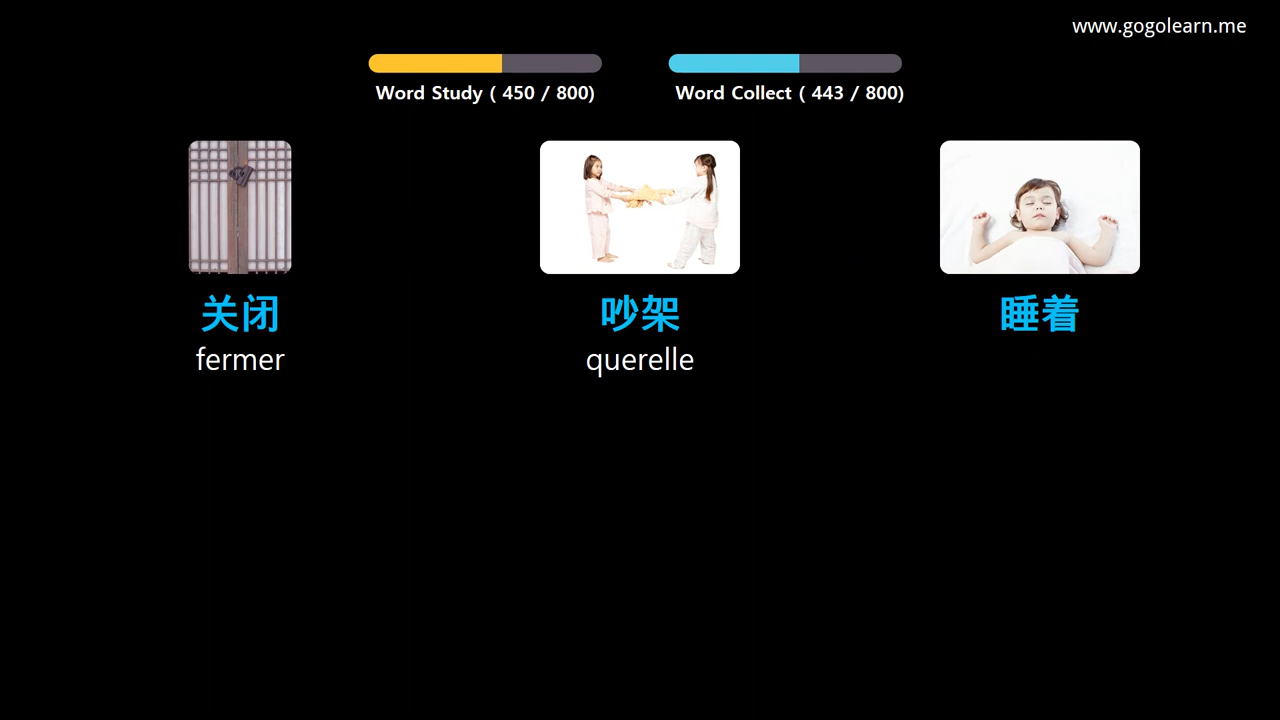 www.gogolearn.me
Word Study ( 450 / 800)
Word Collect ( 443 / 800)
关闭
fermer
吵架
querelle
睡着